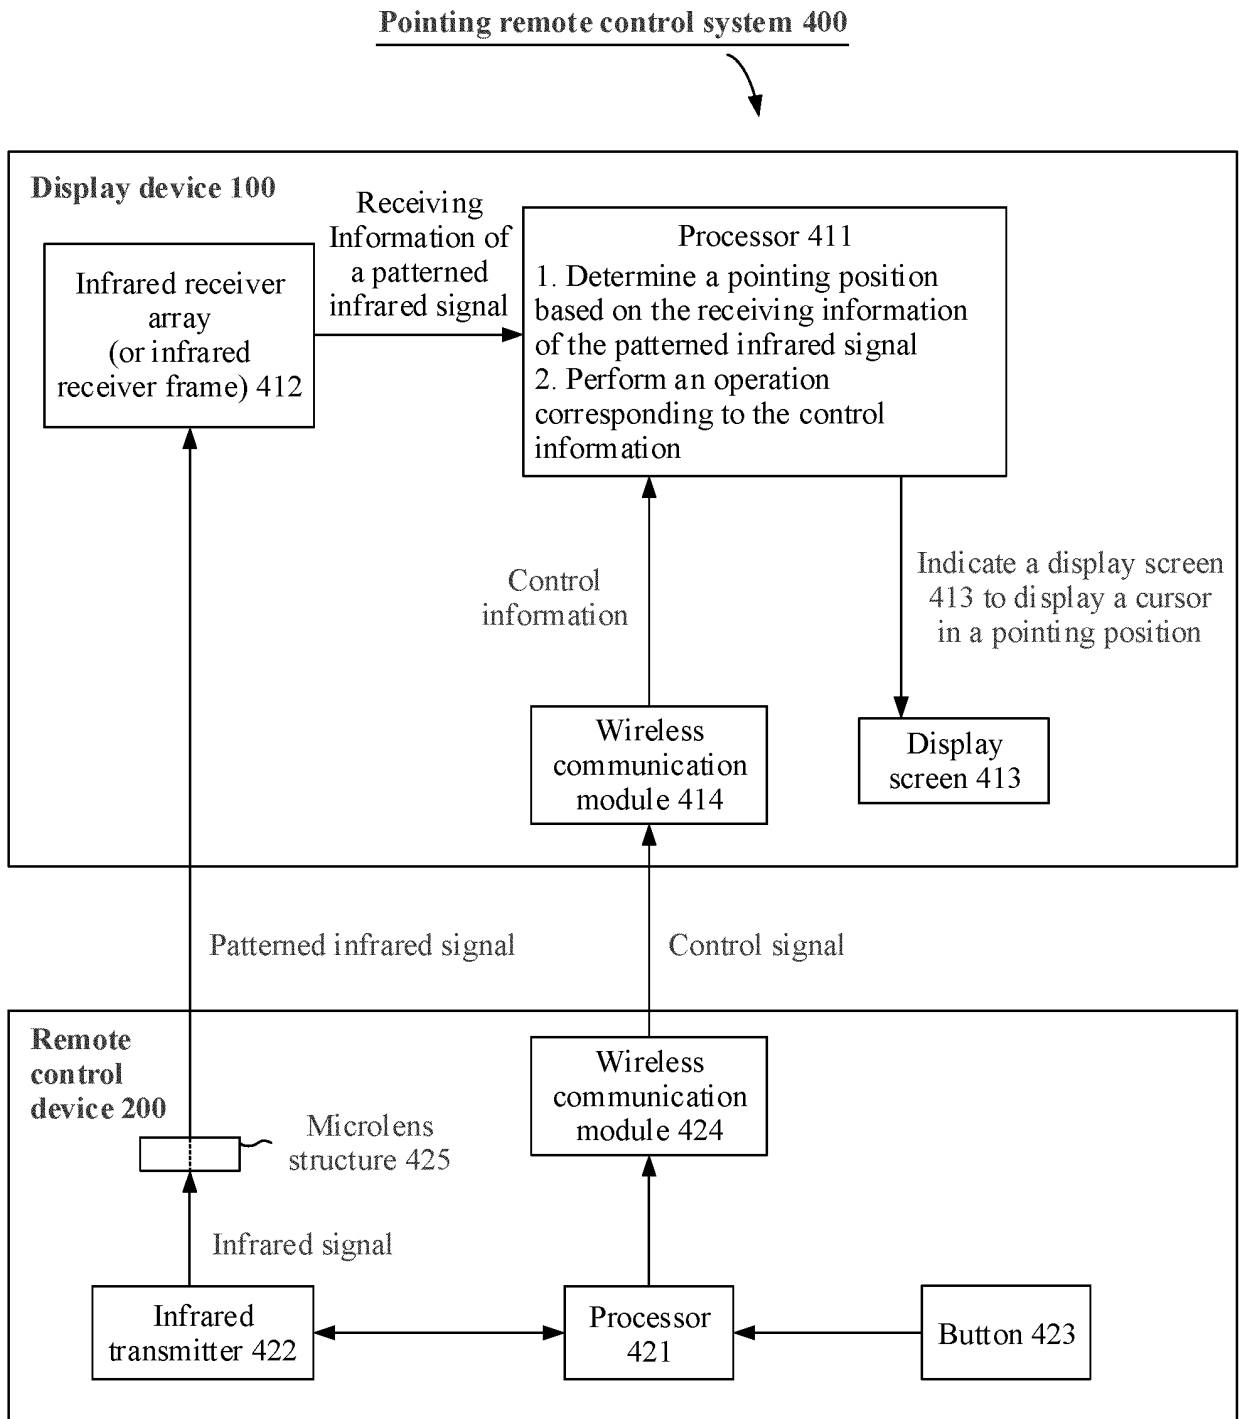 Pointing remote control system 400
Display device 100
Receiving
Information of
a patterned
infrared signal
Infrared receiver
array
(or infrared
receiver frame) 412
Processor 411
1. Determine a pointing position
based on the receiving information
of the patterned infrared signal
2. Perform an operation
corresponding to the control
information
Control
information
Indicate a display screen
413 to display a cursor
in a pointing position
Wireless
communication
module 414
Display
screen 413
Patterned infrared signal
Control signal
Remote
control
device 200
Wireless
communication
module 424
Microlens
structure 425
Infrared signal
Infrared
transmitter 422
Processor
421
Button 423